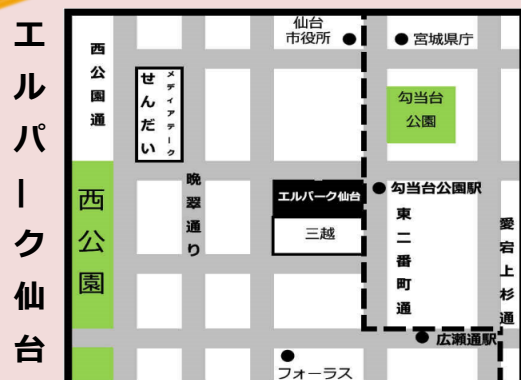 エルパーク仙台
仙台
市役所
宮城県庁
西公園通
せんだい
メディアテーク
勾当台
公園
西公園
晩翠通り
エルパーク仙台
勾当台公園駅
三越
東二番町通
愛宕上杉通
広瀬通駅
フォーラス